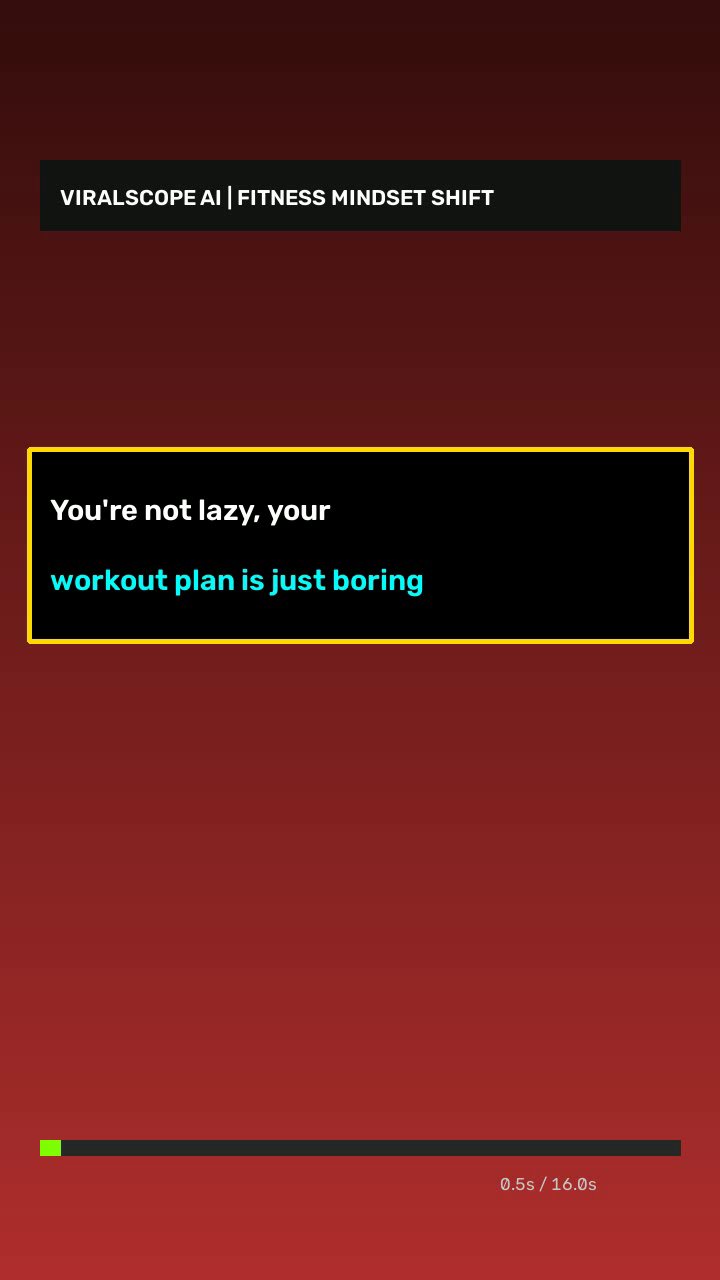 VIRALSCOPE AI | FITNESS MINDSET SHIFT
You're not lazy, your
workout plan is just boring
0.5s / 16.0s